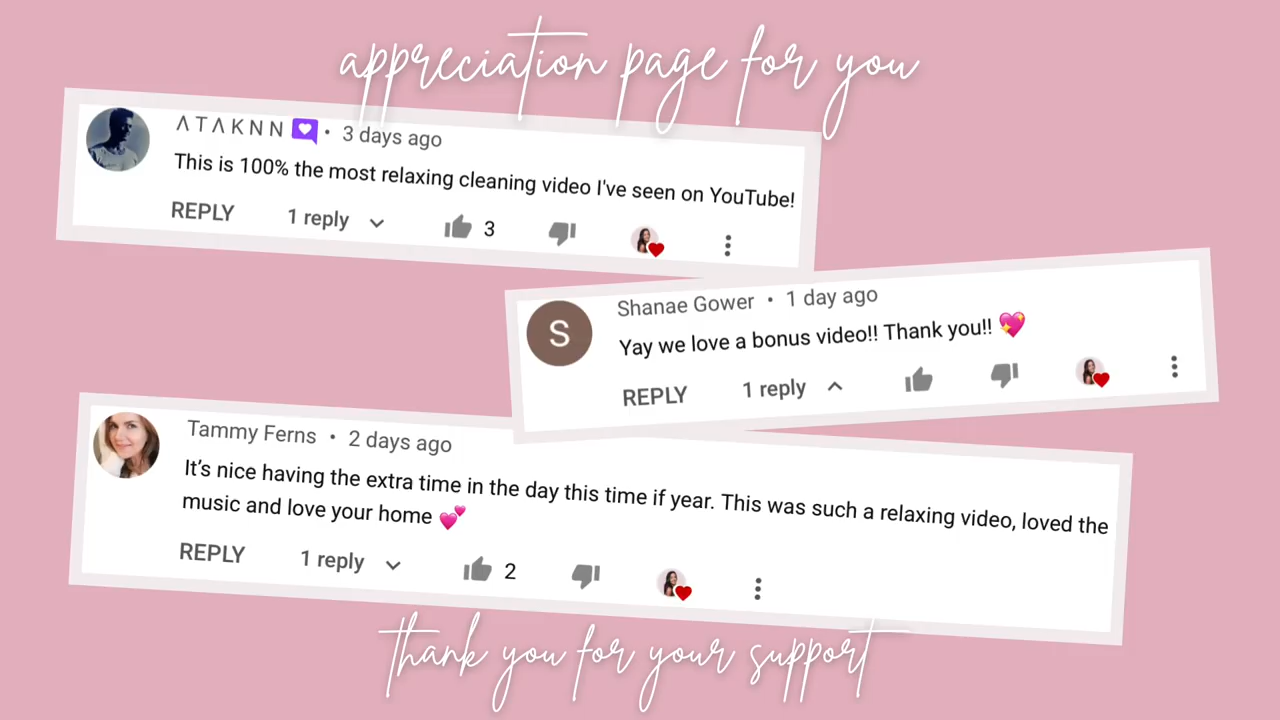 appreciation page for you
ΛTΛKNN • 3 days ago
This is 100% the most relaxing cleaning video I've seen on YouTube!
REPLY 1 reply 3
S
Shanae Gower • 1 day ago
Yay we love a bonus video!! Thank you!! 💖
REPLY 1 reply
Tammy Ferns • 2 days ago
It’s nice having the extra time in the day this time if year. This was such a relaxing video, loved the
music and love your home 💕
REPLY 1 reply 2
thank you for your support